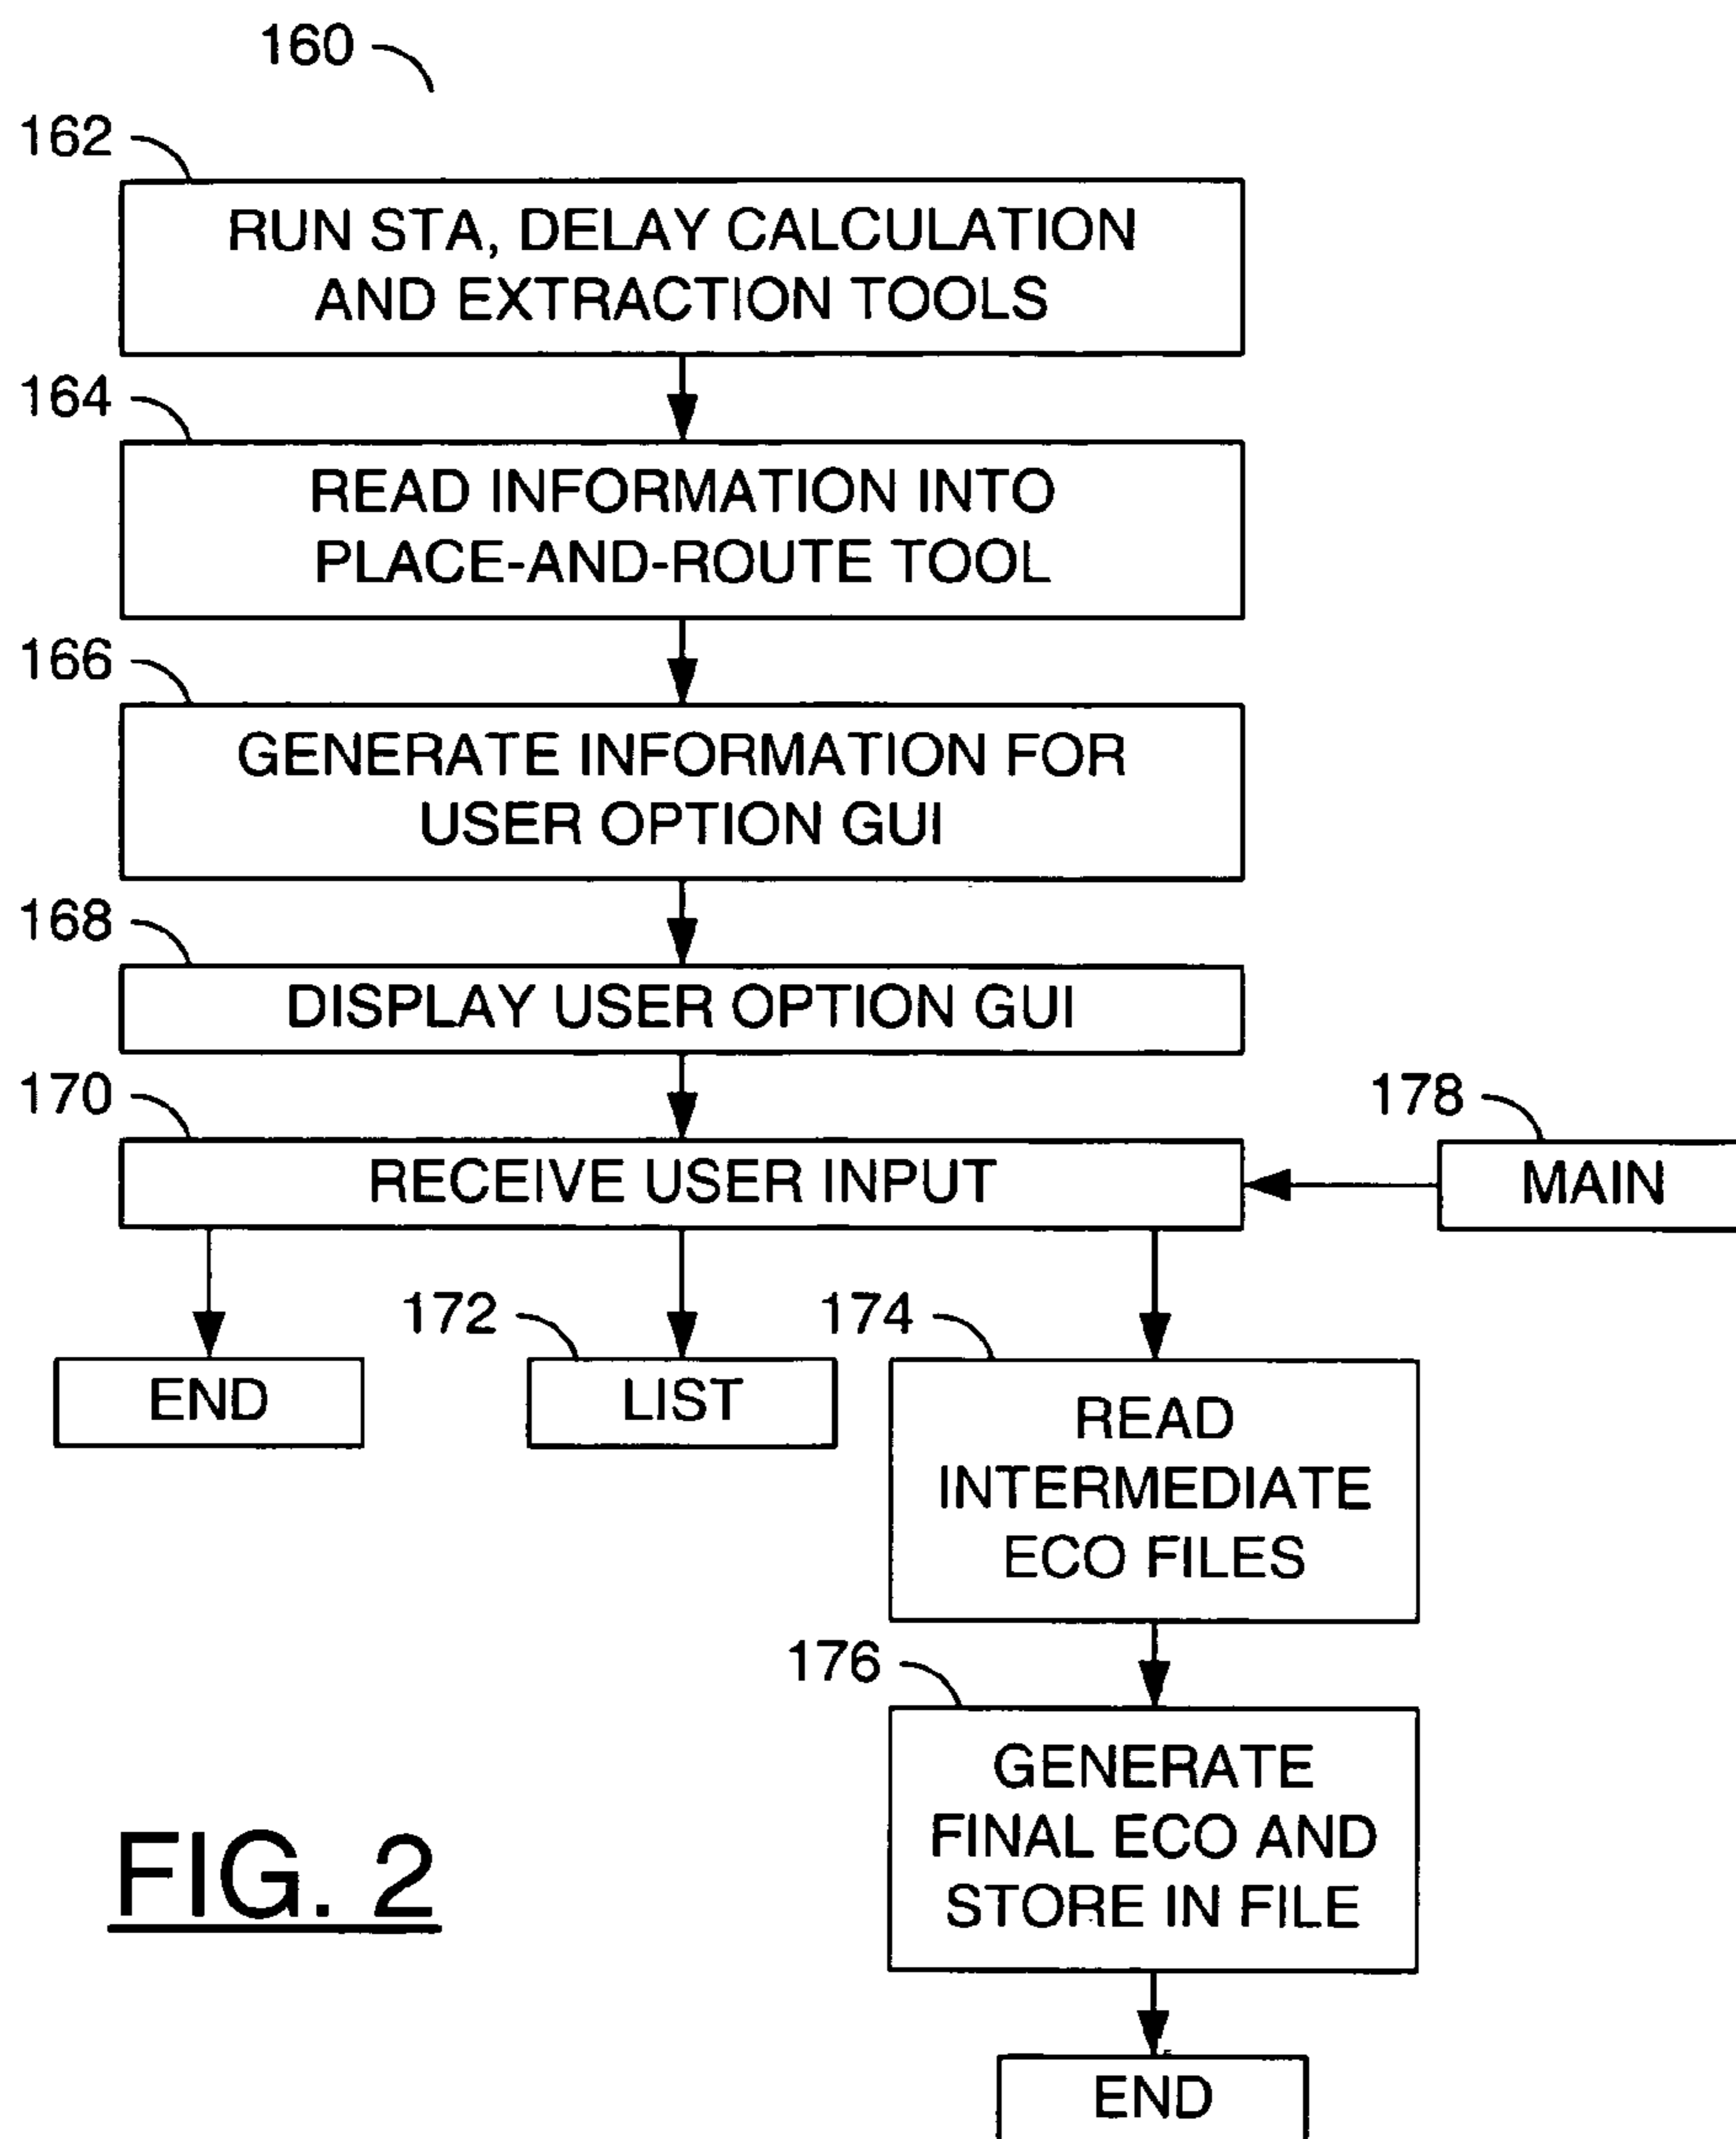 160
162
RUN STA, DELAY CALCULATION
AND EXTRACTION TOOLS
164
READ INFORMATION INTO
PLACE-AND-ROUTE TOOL
166
GENERATE INFORMATION FOR
USER OPTION GUI
168
DISPLAY USER OPTION GUI
170
RECEIVE USER INPUT
178
MAIN
END
172
LIST
174
READ
INTERMEDIATE
ECO FILES
176
GENERATE
FINAL ECO AND
STORE IN FILE
END
FIG. 2